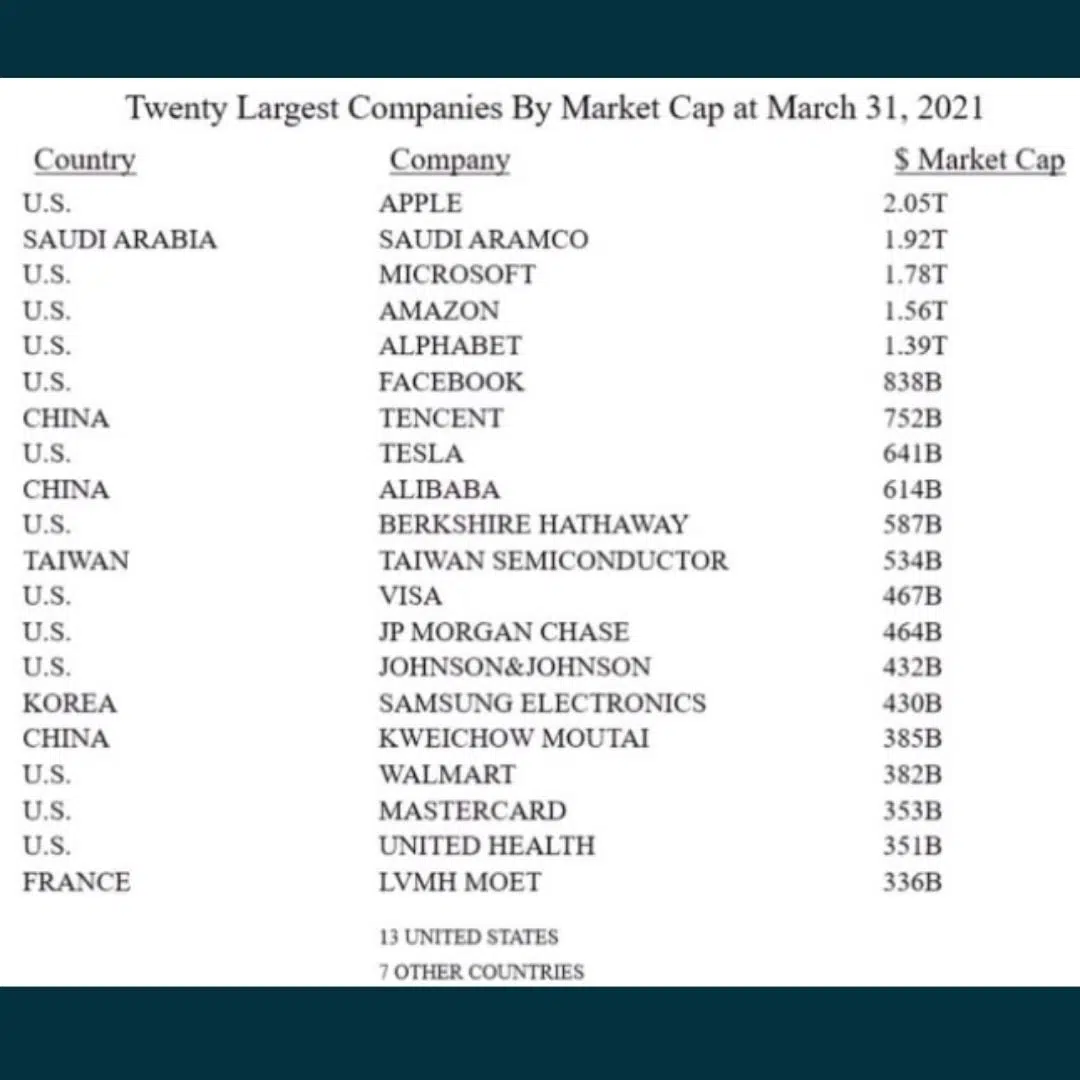 Twenty Largest Companies By Market Cap at March 31, 2021
Country Company $ Market Cap
U.S. APPLE 2.05T
SAUDI ARABIA SAUDI ARAMCO 1.92T
U.S. MICROSOFT 1.78T
U.S. AMAZON 1.56T
U.S. ALPHABET 1.39T
U.S. FACEBOOK 838B
CHINA TENCENT 752B
U.S. TESLA 641B
CHINA ALIBABA 614B
U.S. BERKSHIRE HATHAWAY 587B
TAIWAN TAIWAN SEMICONDUCTOR 534B
U.S. VISA 467B
U.S. JP MORGAN CHASE 464B
U.S. JOHNSON&JOHNSON 432B
KOREA SAMSUNG ELECTRONICS 430B
CHINA KWEICHOW MOUTAI 385B
U.S. WALMART 382B
U.S. MASTERCARD 353B
U.S. UNITED HEALTH 351B
FRANCE LVMH MOET 336B
13 UNITED STATES
7 OTHER COUNTRIES